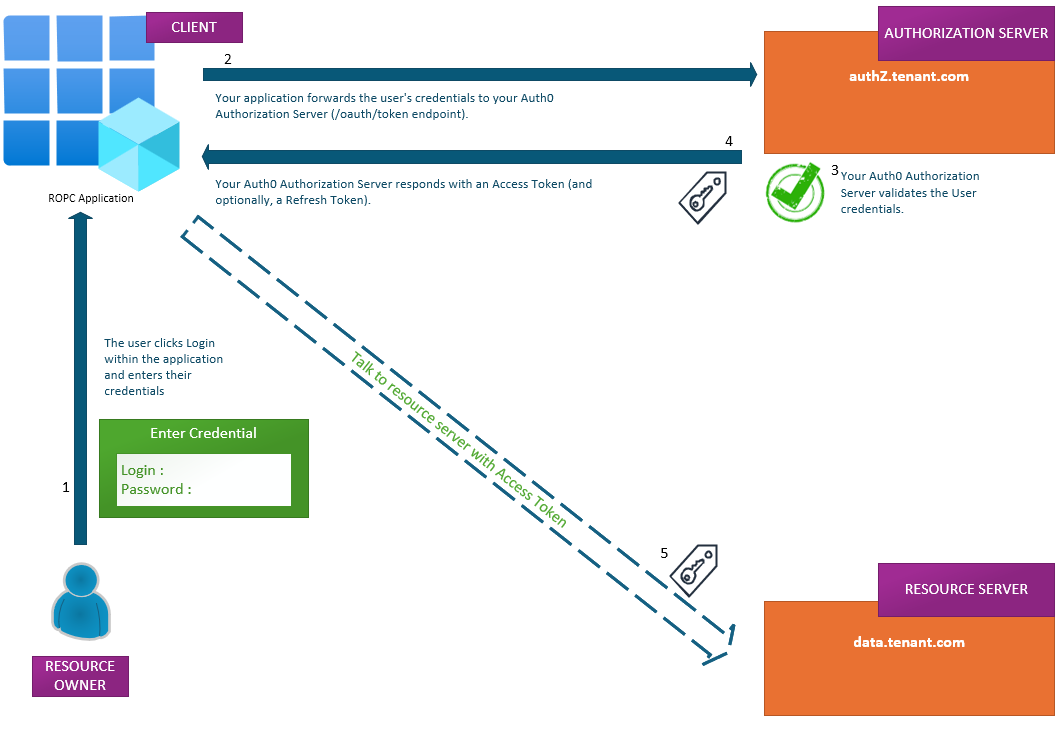 CLIENT
AUTHORIZATION SERVER
authZ.tenant.com
2
Your application forwards the user's credentials to your Auth0
Authorization Server (/oauth/token endpoint).
4
Your Auth0 Authorization Server responds with an Access Token (and
optionally, a Refresh Token).
3
Your Auth0 Authorization
Server validates the User
credentials.
ROPC Application
The user clicks Login
within the application
and enters their
credentials
Talk to resource server with Access Token
Enter Credential
Login :
Password :
1
5
RESOURCE SERVER
data.tenant.com
RESOURCE
OWNER